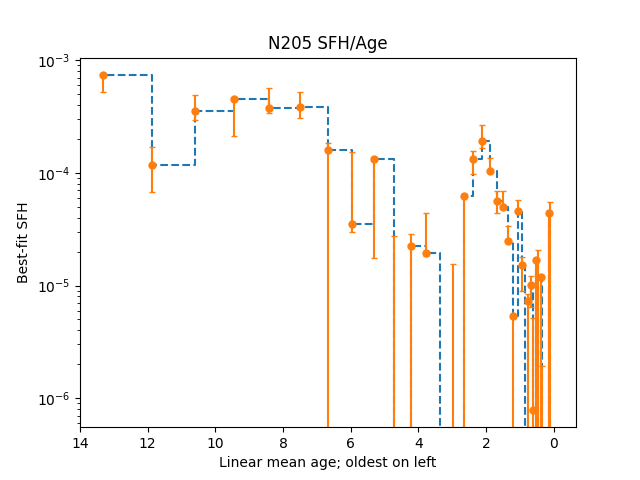 N205 SFH/Age
10⁻³
10⁻⁴
10⁻⁵
10⁻⁶
Best-fit SFH
14 12 10 8 6 4 2 0
Linear mean age; oldest on left